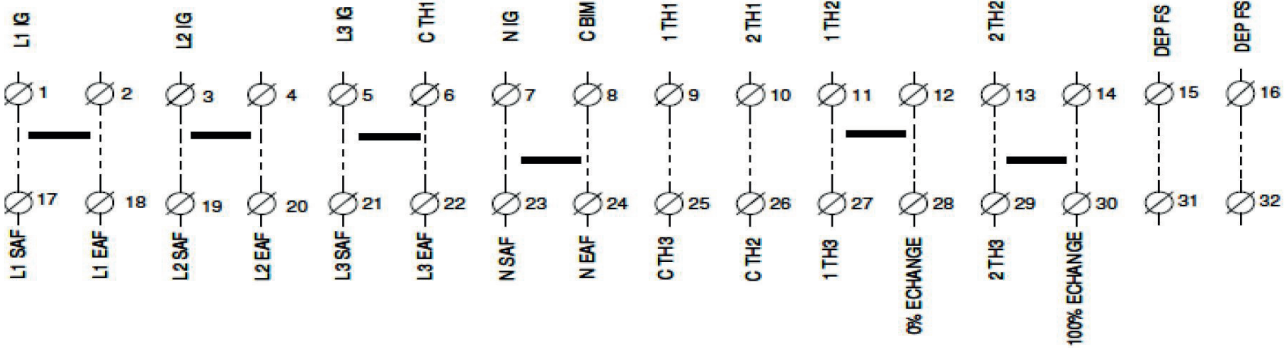 L1 IG
L2 IG
L3 IG
C TH1
N IG
C BIM
1 TH1
2 TH1
1 TH2
2 TH2
DEP FS
DEP FS
1
2
3
4
5
6
7
8
9
10
11
12
13
14
15
16
17
18
19
20
21
22
23
24
25
26
27
28
29
30
31
32
L1 SAF
L1 EAF
L2 SAF
L2 EAF
L3 SAF
L3 EAF
N SAF
N EAF
C TH3
C TH2
1 TH3
0% ECHANGE
2 TH3
100% ECHANGE